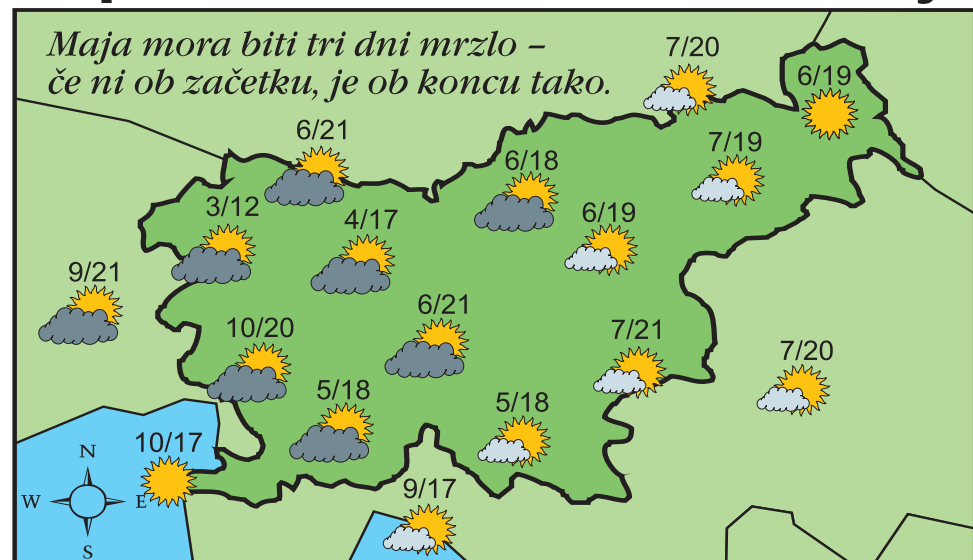 Maja mora biti tri dni mrzlo –
če ni ob začetku, je ob koncu tako.
7/20
6/19
6/21
7/19
6/18
3/12
4/17
6/19
9/21
10/20
6/21
7/21
7/20
5/18
5/18
10/17
N
W
E
S
9/17